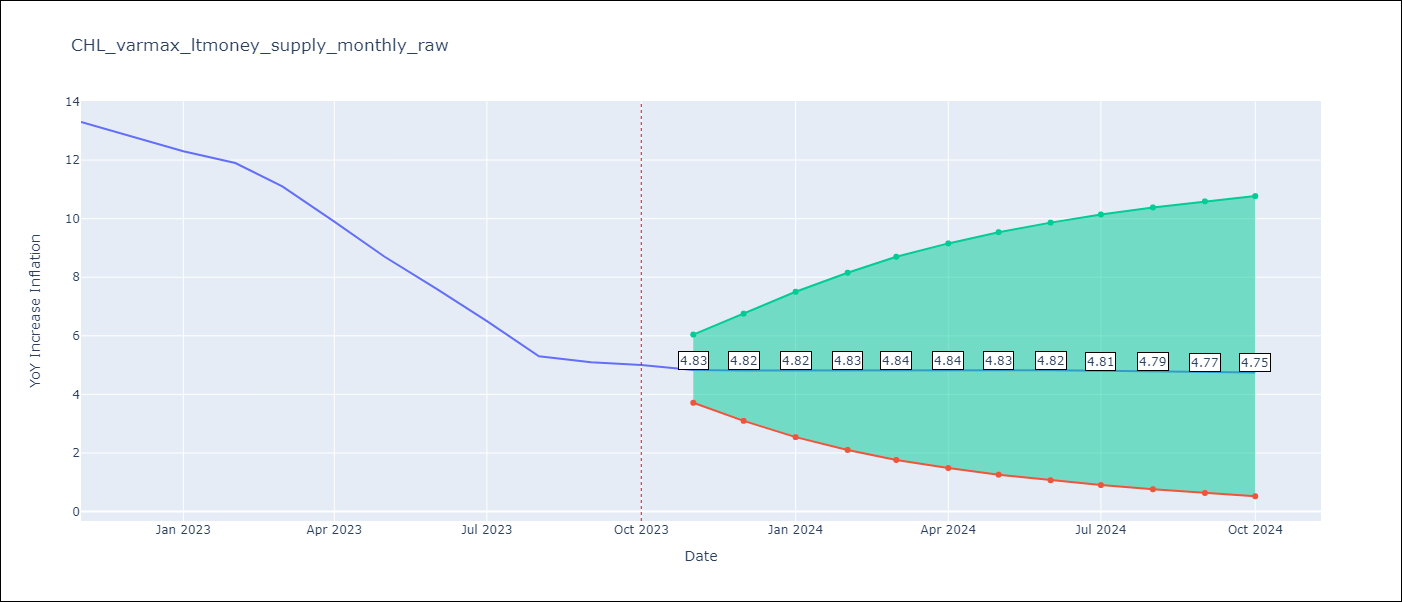 CHL_varmax_ltmoney_supply_monthly_raw
YoY Increase Inflation
14
12
10
8
6
4
2
0
4.83 4.82 4.82 4.83 4.84 4.84 4.83 4.82 4.81 4.79 4.77 4.75
Jan 2023 Apr 2023 Jul 2023 Oct 2023 Jan 2024 Apr 2024 Jul 2024 Oct 2024
Date